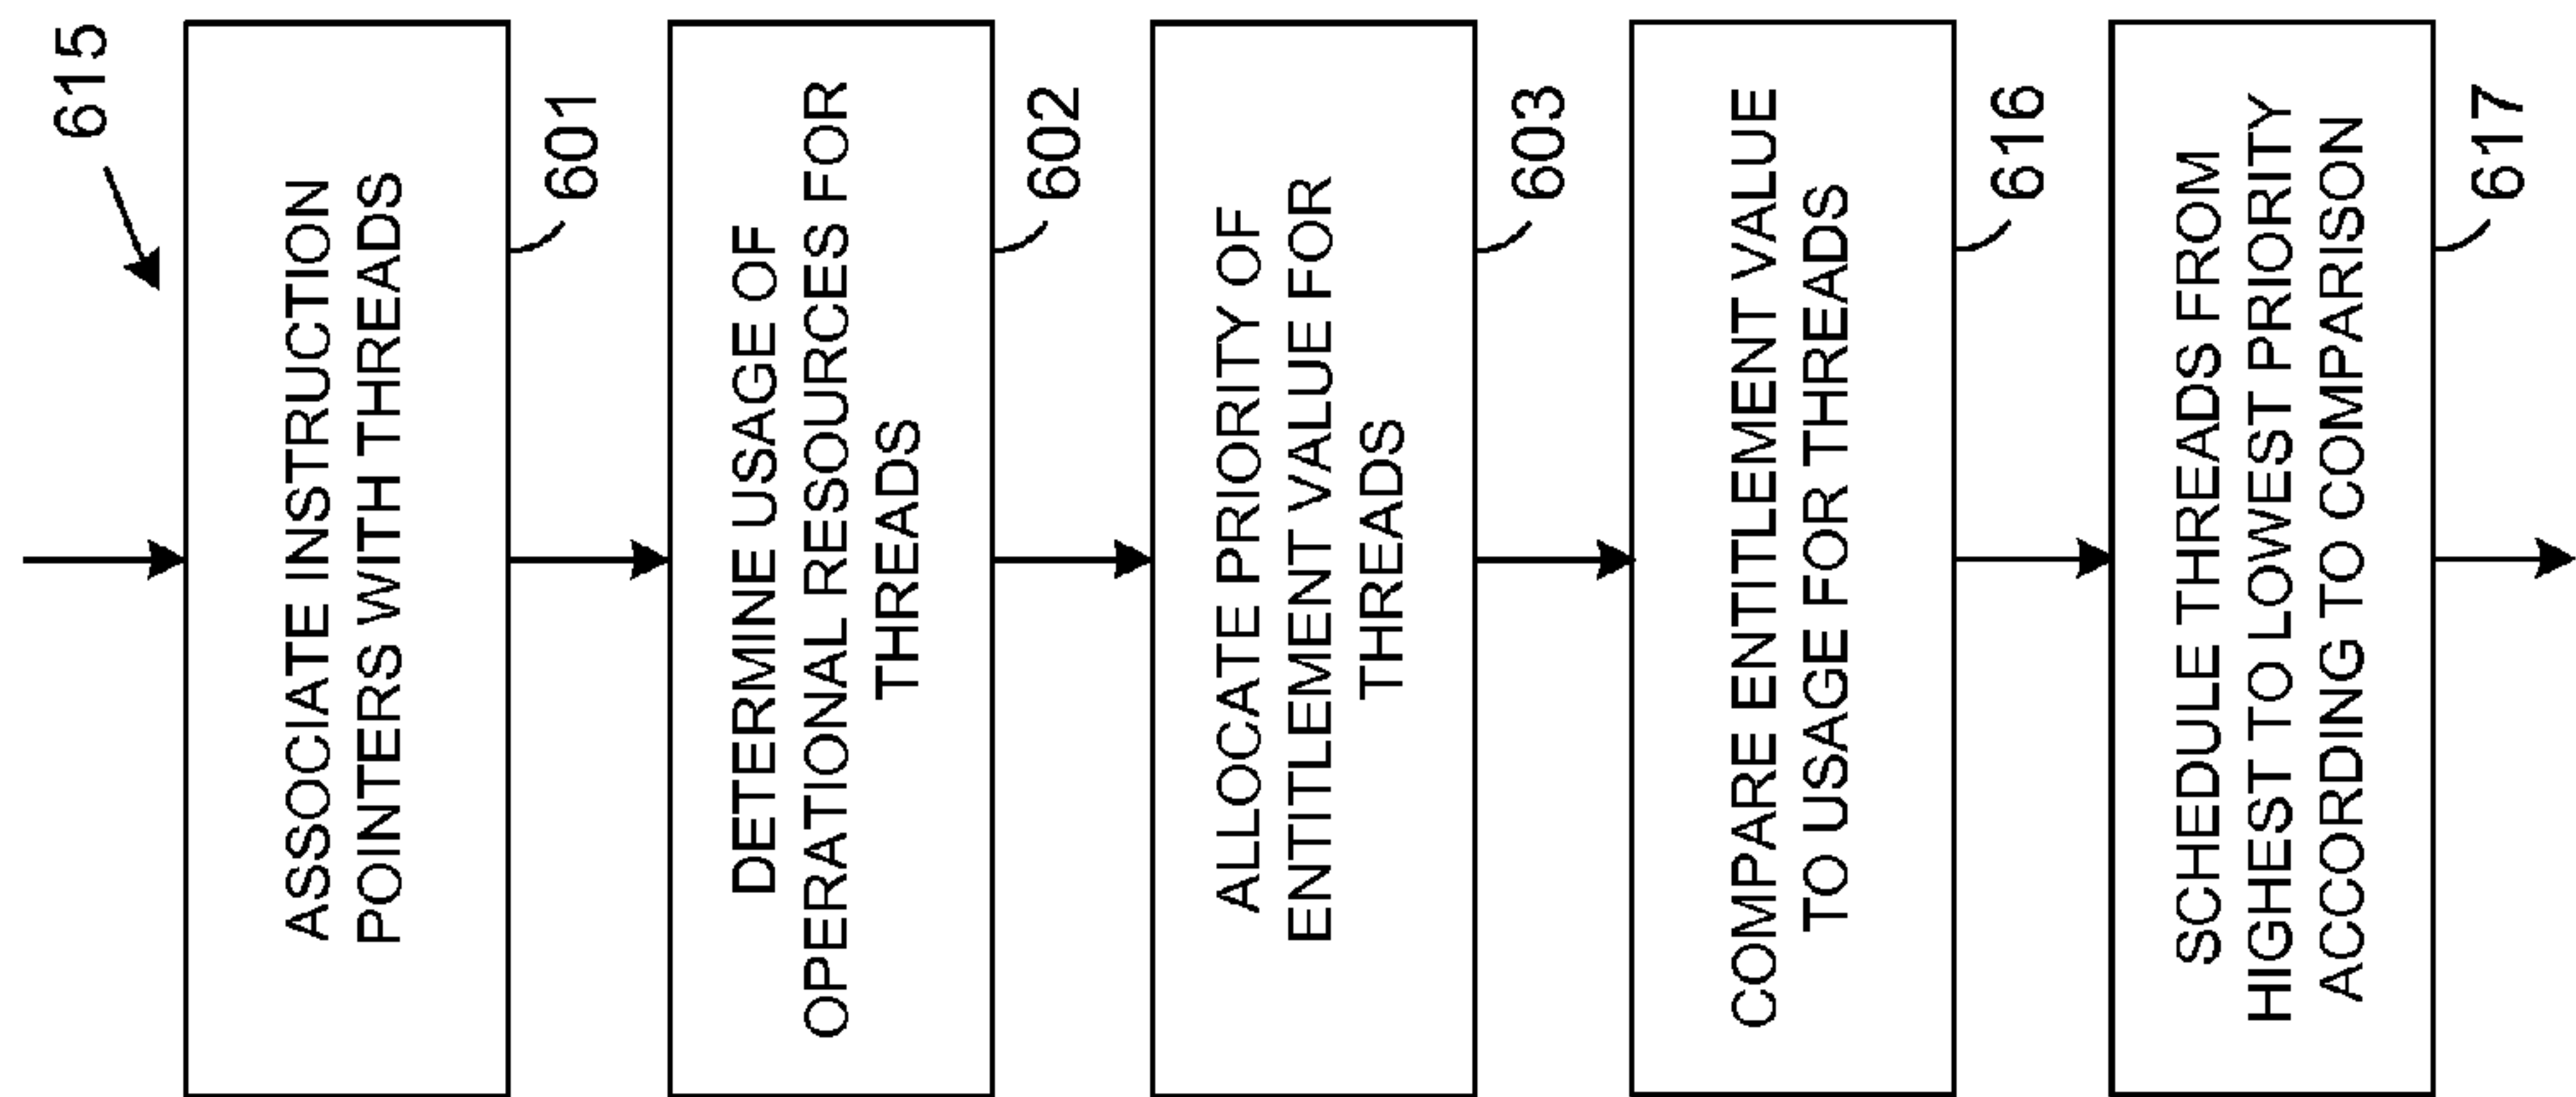 615
ASSOCIATE INSTRUCTION
POINTERS WITH THREADS
601
DETERMINE USAGE OF
OPERATIONAL RESOURCES FOR
THREADS
602
ALLOCATE PRIORITY OF
ENTITLEMENT VALUE FOR
THREADS
603
COMPARE ENTITLEMENT VALUE
TO USAGE FOR THREADS
616
SCHEDULE THREADS FROM
HIGHEST TO LOWEST PRIORITY
ACCORDING TO COMPARISON
617